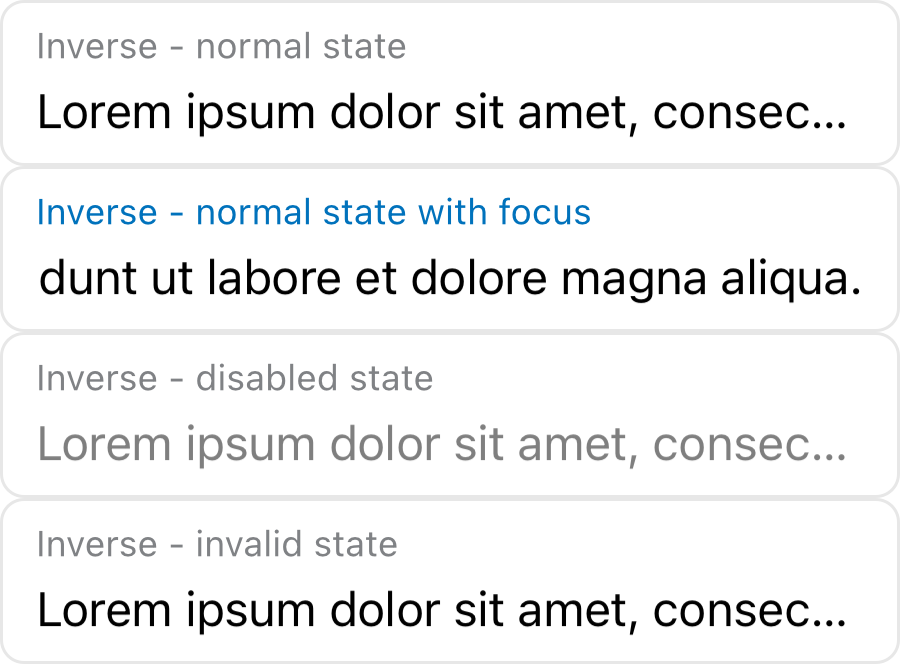 Inverse - normal state
Lorem ipsum dolor sit amet, consec...
Inverse - normal state with focus
dunt ut labore et dolore magna aliqua.
Inverse - disabled state
Lorem ipsum dolor sit amet, consec...
Inverse - invalid state
Lorem ipsum dolor sit amet, consec...